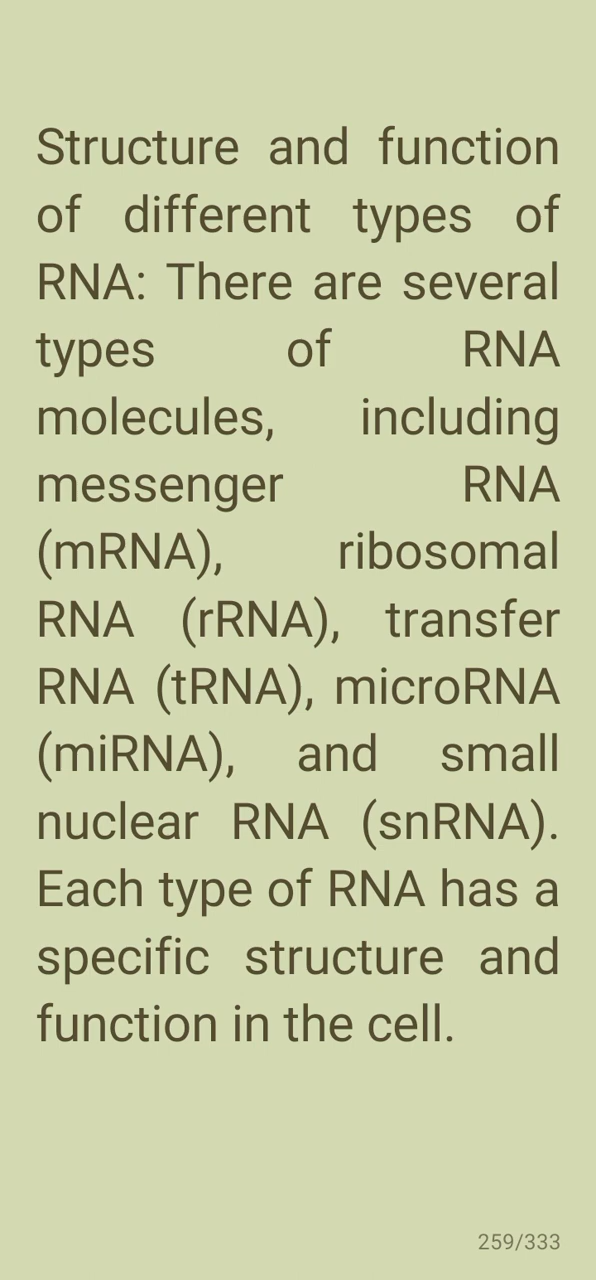 Structure and function
of different types of
RNA: There are several
types of RNA
molecules, including
messenger RNA
(mRNA), ribosomal
RNA (rRNA), transfer
RNA (tRNA), microRNA
(miRNA), and small
nuclear RNA (snRNA).
Each type of RNA has a
specific structure and
function in the cell.
259/333